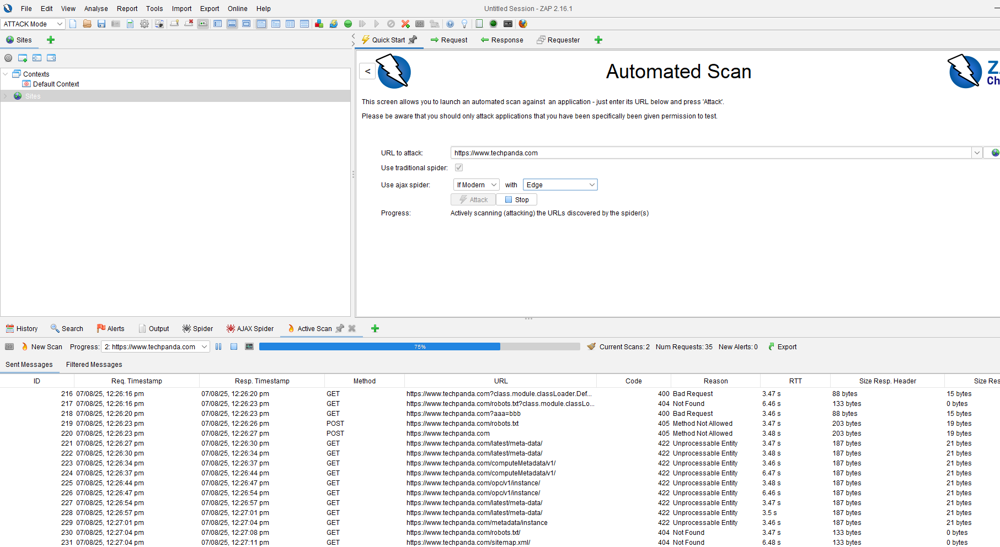 File Edit View Analyse Report Tools Import Export Online Help
Untitled Session - ZAP 2.16.1
ATTACK Mode
Sites
Quick Start Request Response Requester
Contexts
Default Context
Sites
<
Automated Scan
This screen allows you to launch an automated scan against an application - just enter its URL below and press 'Attack'.
Please be aware that you should only attack applications that you have been specifically been given permission to test.
URL to attack: https://www.techpanda.com
Use traditional spider:
Use ajax spider: If Modern with Edge
Attack Stop
Progress: Actively scanning (attacking) the URLs discovered by the spider(s)
History Search Alerts Output Spider AJAX Spider Active Scan
New Scan Progress: 2: https://www.techpanda.com 75% Current Scans: 2 Num Requests: 35 New Alerts: 0 Export
Sent Messages Filtered Messages
ID Req. Timestamp Resp. Timestamp Method URL Code Reason RTT Size Resp. Header Size Res
216 07/08/25, 12:26:16 pm 07/08/25, 12:26:20 pm GET https://www.techpanda.com?class.module.classLoader.Def... 400 Bad Request 3.47 s 88 bytes 15 bytes
217 07/08/25, 12:26:16 pm 07/08/25, 12:26:23 pm GET https://www.techpanda.com/robots.txt?class.module.classLo... 404 Not Found 6.46 s 133 bytes 0 bytes
218 07/08/25, 12:26:20 pm 07/08/25, 12:26:23 pm GET https://www.techpanda.com?aaa=bbb 400 Bad Request 3.46 s 88 bytes 15 bytes
219 07/08/25, 12:26:23 pm 07/08/25, 12:26:26 pm POST https://www.techpanda.com/robots.txt 405 Method Not Allowed 3.47 s 203 bytes 19 bytes
220 07/08/25, 12:26:23 pm 07/08/25, 12:26:27 pm POST https://www.techpanda.com 405 Method Not Allowed 3.48 s 203 bytes 19 bytes
221 07/08/25, 12:26:27 pm 07/08/25, 12:26:30 pm GET https://www.techpanda.com/latest/meta-data/ 422 Unprocessable Entity 3.47 s 187 bytes 21 bytes
222 07/08/25, 12:26:30 pm 07/08/25, 12:26:34 pm GET https://www.techpanda.com/latest/meta-data/ 422 Unprocessable Entity 3.48 s 187 bytes 21 bytes
223 07/08/25, 12:26:34 pm 07/08/25, 12:26:37 pm GET https://www.techpanda.com/computeMetadata/v1/ 422 Unprocessable Entity 3.46 s 187 bytes 21 bytes
224 07/08/25, 12:26:37 pm 07/08/25, 12:26:44 pm GET https://www.techpanda.com/computeMetadata/v1/ 422 Unprocessable Entity 6.47 s 187 bytes 21 bytes
225 07/08/25, 12:26:44 pm 07/08/25, 12:26:47 pm GET https://www.techpanda.com/opc/v1/instance/ 422 Unprocessable Entity 3.48 s 187 bytes 21 bytes
226 07/08/25, 12:26:47 pm 07/08/25, 12:26:54 pm GET https://www.techpanda.com/opc/v1/instance/ 422 Unprocessable Entity 6.46 s 187 bytes 21 bytes
227 07/08/25, 12:26:54 pm 07/08/25, 12:26:57 pm GET https://www.techpanda.com/latest/meta-data/ 422 Unprocessable Entity 3.47 s 187 bytes 21 bytes
228 07/08/25, 12:26:57 pm 07/08/25, 12:27:01 pm GET https://www.techpanda.com/latest/meta-data/ 422 Unprocessable Entity 3.5 s 187 bytes 21 bytes
229 07/08/25, 12:27:01 pm 07/08/25, 12:27:04 pm GET https://www.techpanda.com/metadata/instance 422 Unprocessable Entity 3.46 s 187 bytes 21 bytes
230 07/08/25, 12:27:04 pm 07/08/25, 12:27:08 pm GET https://www.techpanda.com/robots.txt/ 404 Not Found 3.47 s 133 bytes 0 bytes
231 07/08/25, 12:27:04 pm 07/08/25, 12:27:11 pm GET https://www.techpanda.com/sitemap.xml/ 404 Not Found 6.48 s 133 bytes 0 bytes